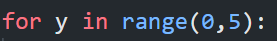 for y in range(0,5):